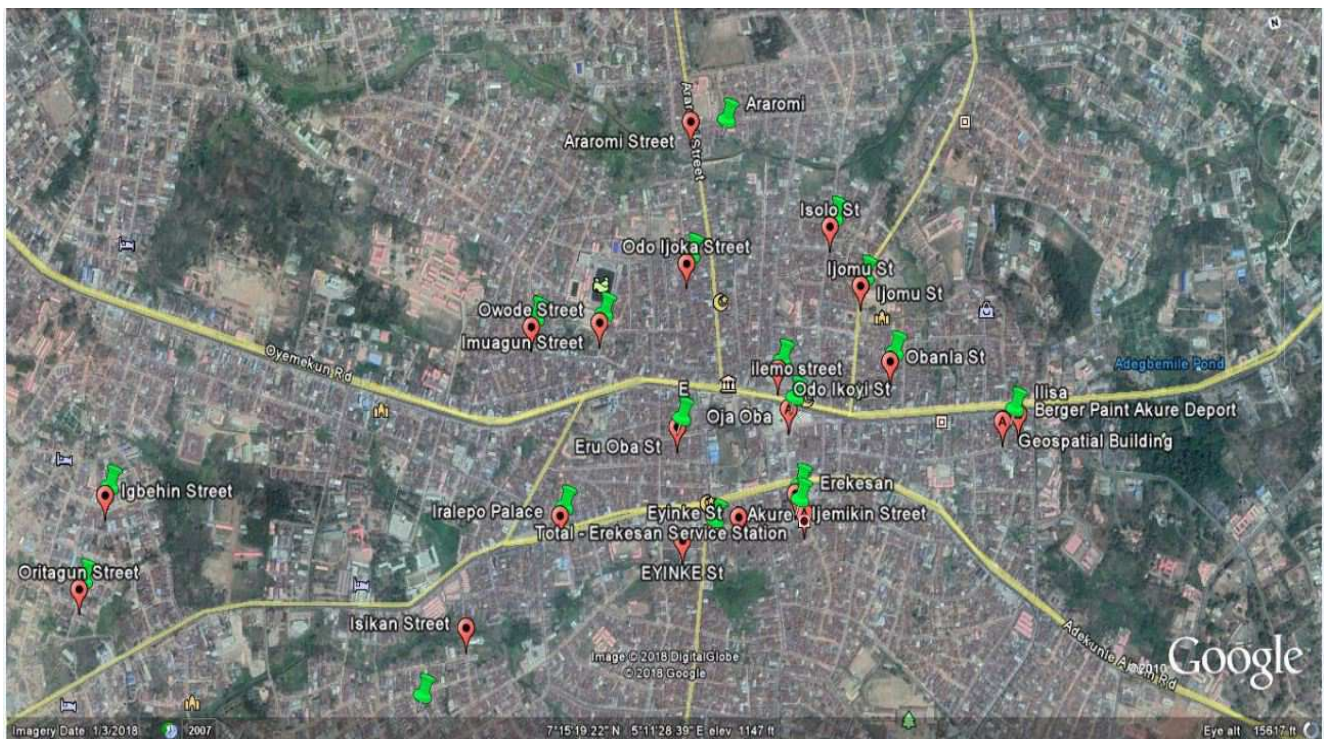 N
Araromi
Araromi Street
Isolo St
Odo Ijoka Street
Ijomu St
Ijomu St
Owode Street
Imuagun Street
Obanla St
Oyemekun Rd
Adegbemile Pond
Ilemo street
E
Odo Ikoyi St
Ilisa
Oja Oba
A
Berger Paint Akure Deport
Eru Oba St
Geospatial Building
Igbehin Street
Erekesan
Iralepo Palace
Eyinke St
Akure
Ijemikin Street
Total - Erekesan Service Station
EYINKE St
Oritagun Street
Isikan Street
Image © 2018 DigitalGlobe
© 2018 Google
©2010
Google
Imagery Date 1/3/2018 2007 7°15'19.22" N 5°11'28.39" E elev 1147 ft Eye alt 15617 ft